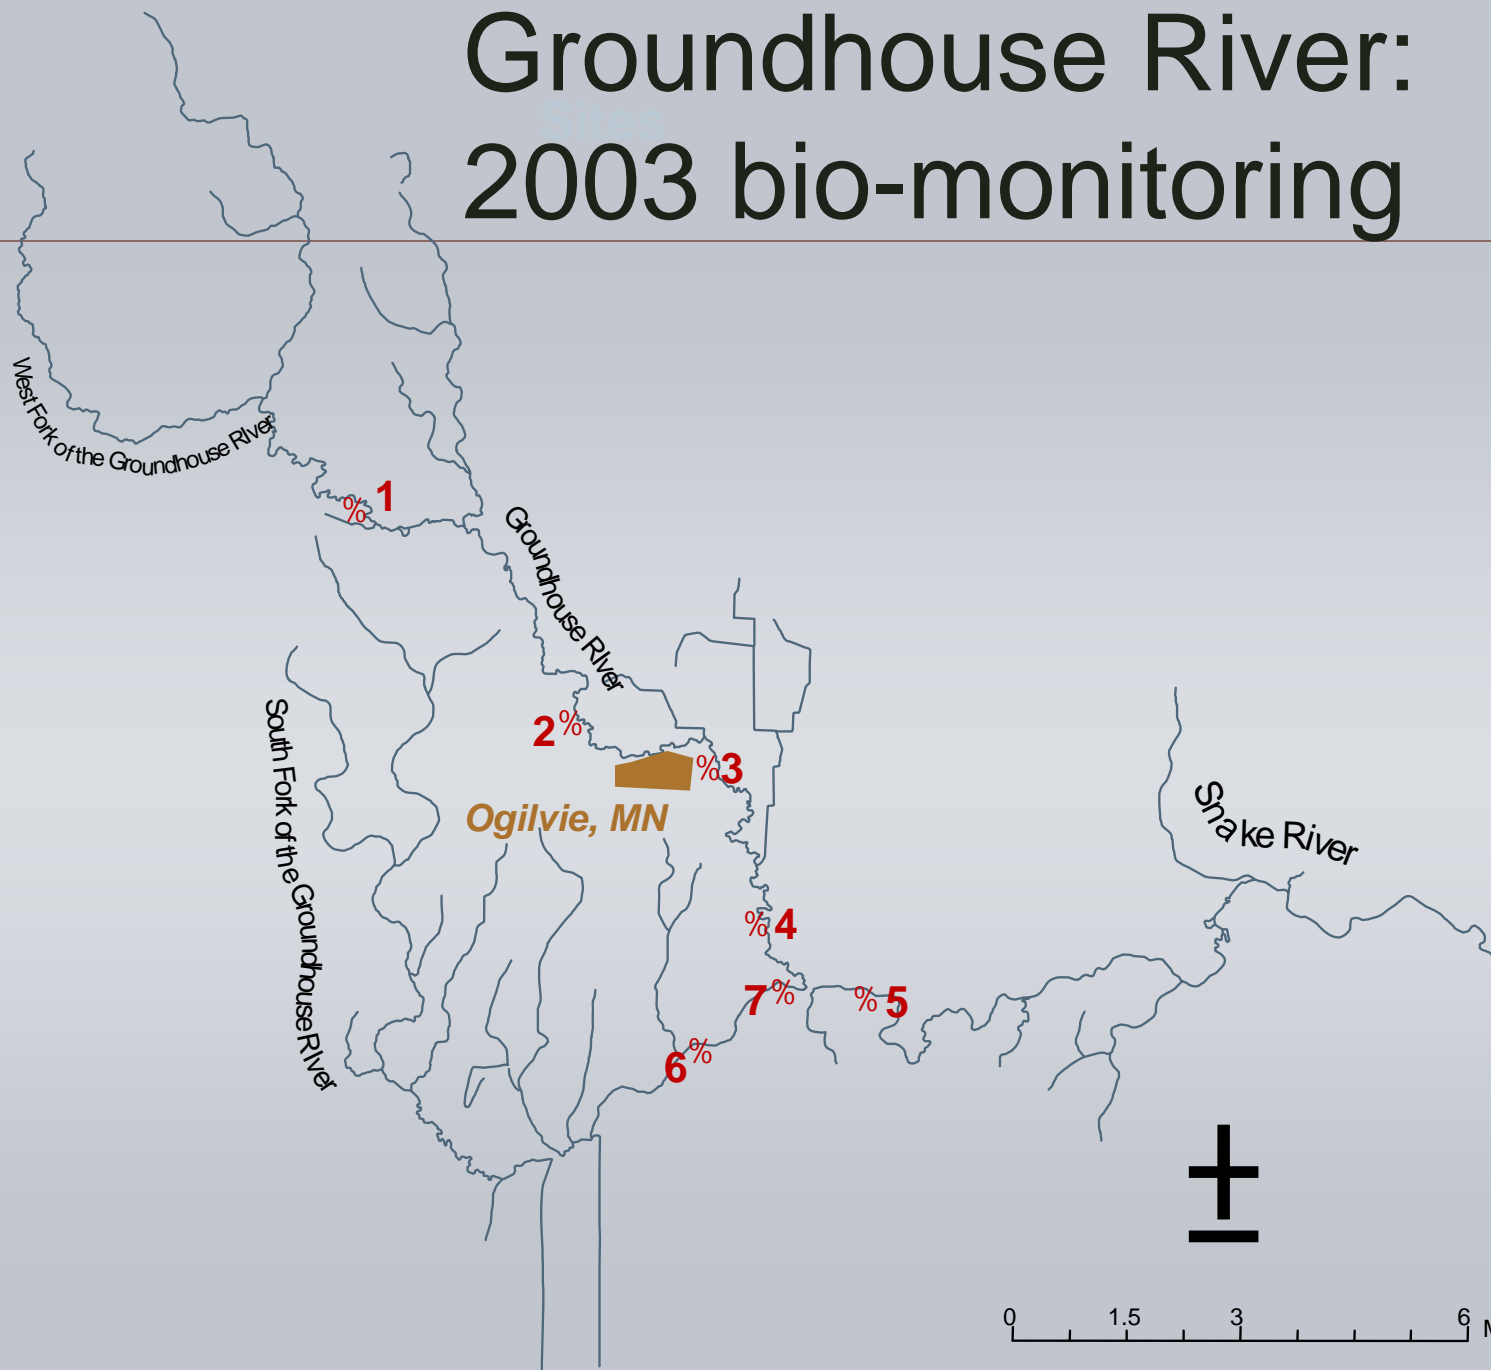 Groundhouse River:
Sites
2003 bio-monitoring
West Fork of the Groundhouse RIver
% 1
Groundhouse RIver
2 %
% 3
Ogilvie, MN
South Fork of the Groundhouse RIver
Snake River
% 4
7 %
% 5
6 %
±
0 1.5 3 6 M